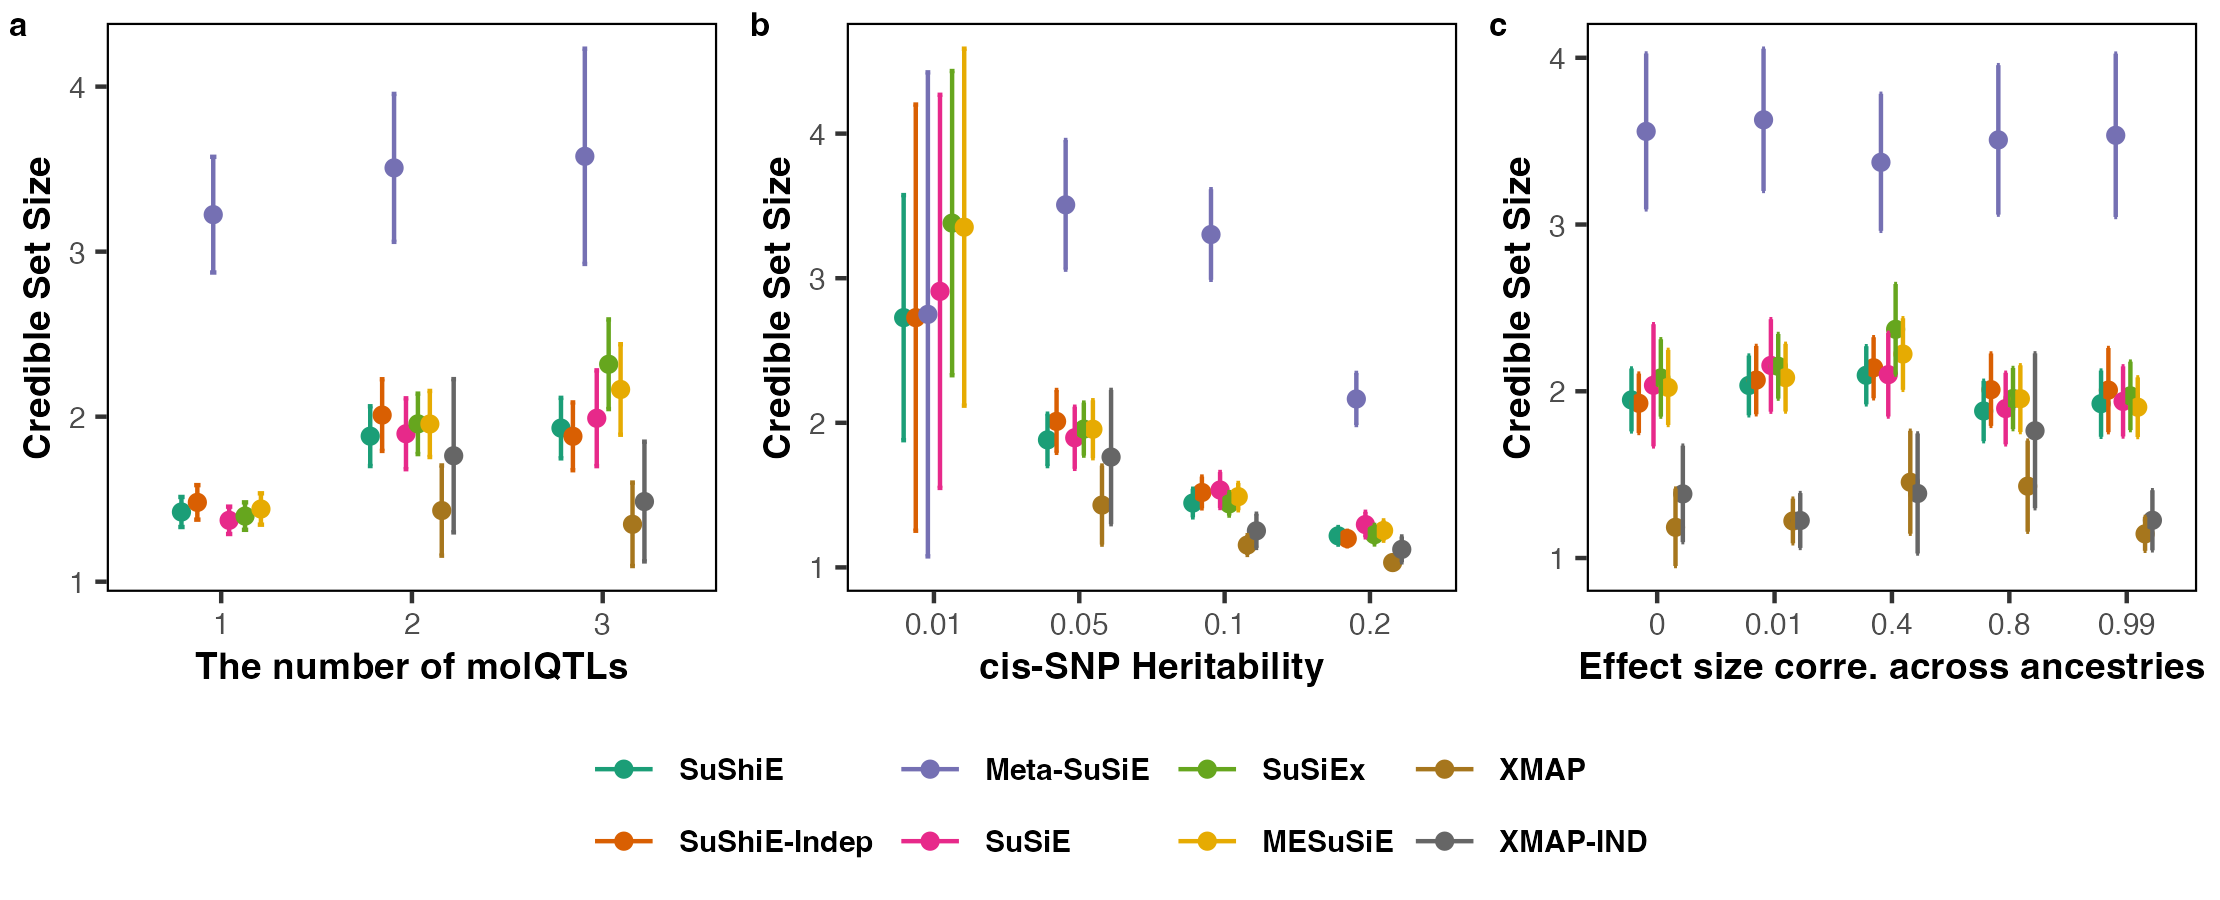 a
b
c
Credible Set Size
4
3
2
1
1
2
3
The number of molQTLs
Credible Set Size
4
3
2
1
0.01
0.05
0.1
0.2
cis-SNP Heritability
Credible Set Size
4
3
2
1
0
0.01
0.4
0.8
0.99
Effect size corre. across ancestries
SuShiE
Meta-SuSiE
SuSiEx
XMAP
SuShiE-Indep
SuSiE
MESuSiE
XMAP-IND